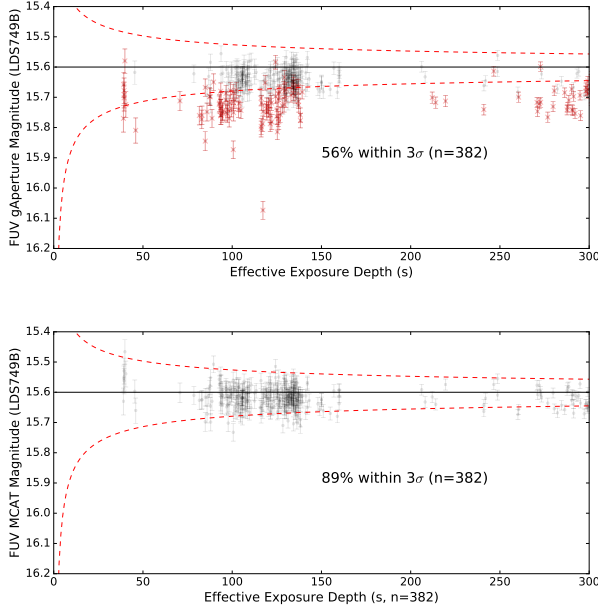 15.4
15.5
15.6
15.7
15.8
15.9
16.0
16.1
16.2
FUV gAperture Magnitude (LDS749B)
56% within 3σ (n=382)
0 50 100 150 200 250 300
Effective Exposure Depth (s)
15.4
15.5
15.6
15.7
15.8
15.9
16.0
16.1
16.2
FUV MCAT Magnitude (LDS749B)
89% within 3σ (n=382)
0 50 100 150 200 250 300
Effective Exposure Depth (s, n=382)